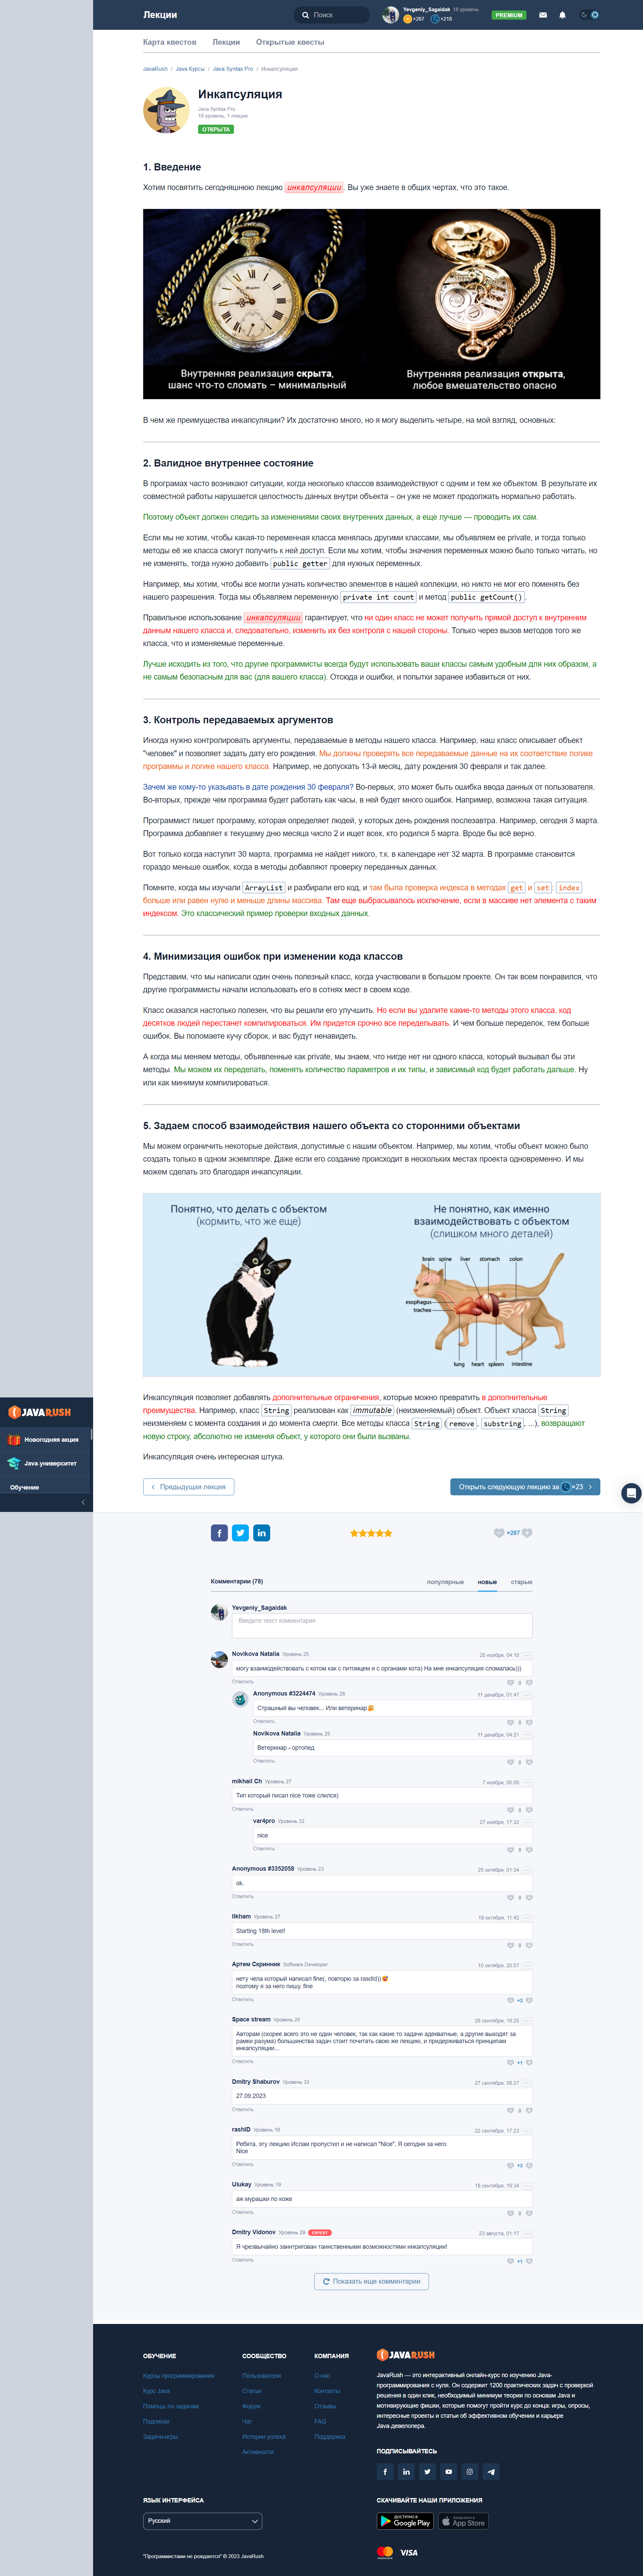 Лекции
Поиск
Yevgeniy_Sagaidak 18 уровень
+267 +218
PREMIUM
Карта квестов Лекции Открытые квесты
JavaRush / Java Курсы / Java Syntax Pro / Инкапсуляция
Инкапсуляция
Java Syntax Pro
18 уровень, 1 лекция
ОТКРЫТА
1. Введение
Хотим посвятить сегодняшнюю лекцию инкапсуляции. Вы уже знаете в общих чертах, что это такое.
Внутренняя реализация скрыта,
шанс что-то сломать – минимальный
Внутренняя реализация открыта,
любое вмешательство опасно
В чем же преимущества инкапсуляции? Их достаточно много, но я могу выделить четыре, на мой взгляд, основных:
2. Валидное внутреннее состояние
В програмах часто возникают ситуации, когда несколько классов взаимодействуют с одним и тем же объектом. В результате их
совместной работы нарушается целостность данных внутри объекта – он уже не может продолжать нормально работать.
Поэтому объект должен следить за изменениями своих внутренних данных, а еще лучше — проводить их сам.
Если мы не хотим, чтобы какая-то переменная класса менялась другими классами, мы объявляем ее private, и тогда только
методы её же класса смогут получить к ней доступ. Если мы хотим, чтобы значения переменных можно было только читать, но
не изменять, тогда нужно добавить public getter для нужных переменных.
Например, мы хотим, чтобы все могли узнать количество элементов в нашей коллекции, но никто не мог его поменять без
нашего разрешения. Тогда мы объявляем переменную private int count и метод public getCount().
Правильное использование инкапсуляции гарантирует, что ни один класс не может получить прямой доступ к внутренним
данным нашего класса и, следовательно, изменить их без контроля с нашей стороны. Только через вызов методов того же
класса, что и изменяемые переменные.
Лучше исходить из того, что другие программисты всегда будут использовать ваши классы самым удобным для них образом, а
не самым безопасным для вас (для вашего класса). Отсюда и ошибки, и попытки заранее избавиться от них.
3. Контроль передаваемых аргументов
Иногда нужно контролировать аргументы, передаваемые в методы нашего класса. Например, наш класс описывает объект
"человек" и позволяет задать дату его рождения. Мы должны проверять все передаваемые данные на их соответствие логике
программы и логике нашего класса. Например, не допускать 13-й месяц, дату рождения 30 февраля и так далее.
Зачем же кому-то указывать в дате рождения 30 февраля? Во-первых, это может быть ошибка ввода данных от пользователя.
Во-вторых, прежде чем программа будет работать как часы, в ней будет много ошибок. Например, возможна такая ситуация.
Программист пишет программу, которая определяет людей, у которых день рождения послезавтра. Например, сегодня 3 марта.
Программа добавляет к текущему дню месяца число 2 и ищет всех, кто родился 5 марта. Вроде бы всё верно.
Вот только когда наступит 30 марта, программа не найдет никого, т.к. в календаре нет 32 марта. В программе становится
гораздо меньше ошибок, когда в методы добавляют проверку переданных данных.
Помните, когда мы изучали ArrayList и разбирали его код, и там была проверка индекса в методах get и set: index
больше или равен нулю и меньше длины массива. Там еще выбрасывалось исключение, если в массиве нет элемента с таким
индексом. Это классический пример проверки входных данных.
4. Минимизация ошибок при изменении кода классов
Представим, что мы написали один очень полезный класс, когда участвовали в большом проекте. Он так всем понравился, что
другие программисты начали использовать его в сотнях мест в своем коде.
Класс оказался настолько полезен, что вы решили его улучшить. Но если вы удалите какие-то методы этого класса, код
десятков людей перестанет компилироваться. Им придется срочно все переделывать. И чем больше переделок, тем больше
ошибок. Вы поломаете кучу сборок, и вас будут ненавидеть.
А когда мы меняем методы, объявленные как private, мы знаем, что нигде нет ни одного класса, который вызывал бы эти
методы. Мы можем их переделать, поменять количество параметров и их типы, и зависимый код будет работать дальше. Ну
или как минимум компилироваться.
5. Задаем способ взаимодействия нашего объекта со сторонними объектами
Мы можем ограничить некоторые действия, допустимые с нашим объектом. Например, мы хотим, чтобы объект можно было
создать только в одном экземпляре. Даже если его создание происходит в нескольких местах проекта одновременно. И мы
можем сделать это благодаря инкапсуляции.
Понятно, что делать с объектом
(кормить, что же еще)
Не понятно, как именно
взаимодействовать с объектом
(слишком много деталей)
brain spine liver stomach colon
esophagus
trachea
lung heart spleen kidney small intestine
Инкапсуляция позволяет добавлять дополнительные ограничения, которые можно превратить в дополнительные
преимущества. Например, класс String реализован как immutable (неизменяемый) объект. Объект класса String
неизменяем с момента создания и до момента смерти. Все методы класса String (remove, substring, …), возвращают
новую строку, абсолютно не изменяя объект, у которого они были вызваны.
Инкапсуляция очень интересная штука.
Предыдущая лекция
Открыть следующую лекцию за ×23
JAVARUSH
Новогодняя акция
Java университет
Обучение
+287
Комментарии (78)
популярные новые старые
Yevgeniy_Sagaidak
Введите текст комментария
Novikova Natalia Уровень 25
25 ноября, 04:10
могу взаимодействовать с котом как с питомцем и с органами кота) На мне инкапсуляция сломалась)))
Ответить 0
Anonymous #3224474 Уровень 28
11 декабря, 01:47
Страшный вы человек... Или ветеринар
Ответить 0
Novikova Natalia Уровень 25
11 декабря, 04:21
Ветеринар - ортопед
Ответить 0
mikhail Ch Уровень 27
7 ноября, 00:00
Тип который писал nice тоже слился)
Ответить 0
var4pro Уровень 32
27 ноября, 17:32
nice
Ответить 0
Anonymous #3352058 Уровень 23
25 октября, 01:34
ok.
Ответить 0
Ilkham Уровень 27
18 октября, 11:42
Starting 18th level!
Ответить 0
Артем Скринник Software Developer
10 октября, 20:57
нету чела который написал fine(, повторю за rasdid))
поэтому я за него пишу. fine
Ответить +3
Space stream Уровень 20
28 сентября, 18:25
Авторам (скорее всего это не один человек, так как какие то задачи адекватные, а другие выходят за
рамки разума) большинства задач стоит почитать свою же лекцию, и придерживаться принципам
инкапсуляции...
Ответить +1
Dmitry Shaburov Уровень 33
27 сентября, 08:27
27.09.2023
Ответить 0
rashID Уровень 19
22 сентября, 17:23
Ребята, эту лекцию Ислам пропустил и не написал "Nice". Я сегодня за него
Nice
Ответить +3
Ulukay Уровень 19
18 сентября, 19:34
аж мурашки по коже
Ответить 0
Dmitry Vidonov Уровень 29 EXPERT
23 августа, 01:17
Я чрезвычайно заинтригован таинственными возможностями инкапсуляции!
Ответить +1
Показать еще комментарии
ОБУЧЕНИЕ
Курсы программирования
Курс Java
Помощь по задачам
Подписки
Задачи-игры
СООБЩЕСТВО
Пользователи
Статьи
Форум
Чат
Истории успеха
Активности
КОМПАНИЯ
О нас
Контакты
Отзывы
FAQ
Поддержка
JAVARUSH
JavaRush — это интерактивный онлайн-курс по изучению Java-
программирования с нуля. Он содержит 1200 практических задач с проверкой
решения в один клик, необходимый минимум теории по основам Java и
мотивирующие фишки, которые помогут пройти курс до конца: игры, опросы,
интересные проекты и статьи об эффективном обучении и карьере
Java-девелопера.
ПОДПИСЫВАЙТЕСЬ
ЯЗЫК ИНТЕРФЕЙСА
Русский
СКАЧИВАЙТЕ НАШИ ПРИЛОЖЕНИЯ
ДОСТУПНО В
Google Play
Загрузите в
App Store
"Программистами не рождаются" © 2023 JavaRush
VISA